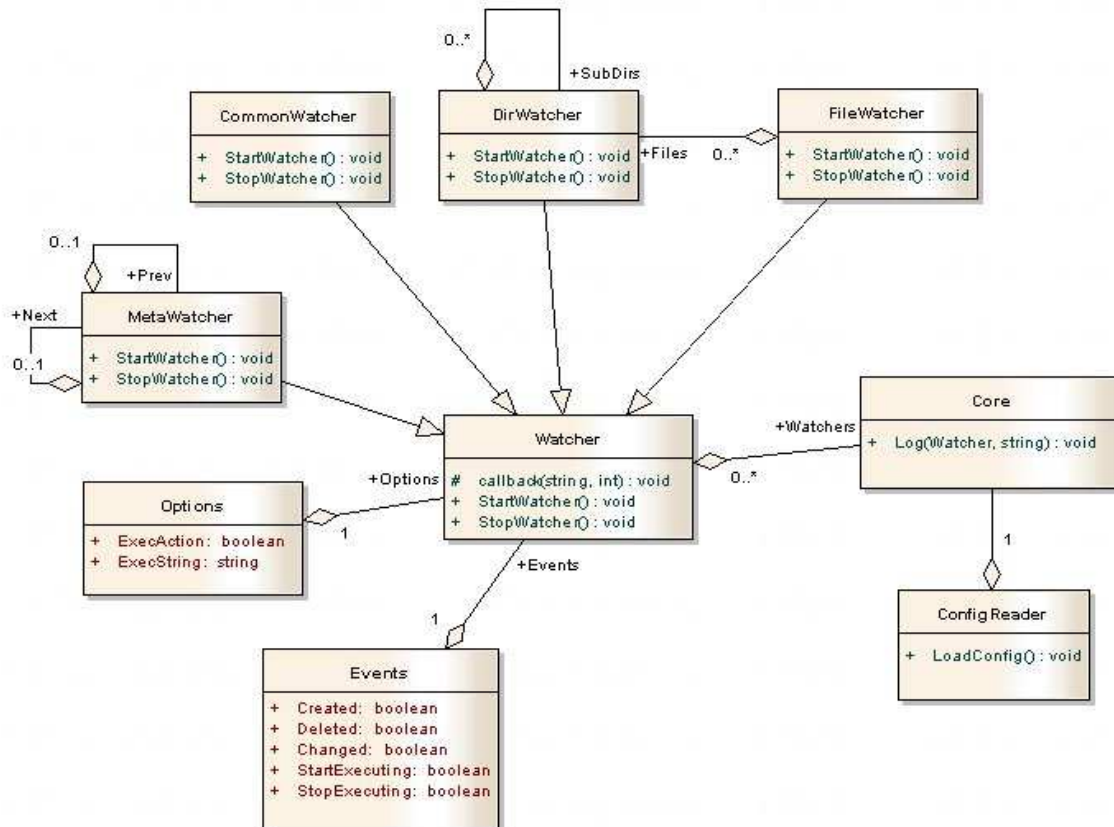 0..*
+SubDirs
CommonWatcher
+ StartWatcher() : void
+ StopWatcher() : void
DirWatcher
+ StartWatcher() : void
+ StopWatcher() : void
+Files
0..*
FileWatcher
+ StartWatcher() : void
+ StopWatcher() : void
0..1
+Prev
+Next
0..1
MetaWatcher
+ StartWatcher() : void
+ StopWatcher() : void
Watcher
# callback(string, int) : void
+ StartWatcher() : void
+ StopWatcher() : void
+Watchers
0..*
Core
+ Log(Watcher, string) : void
+Options
1
Options
+ ExecAction: boolean
+ ExecString: string
+Events
1
Events
+ Created: boolean
+ Deleted: boolean
+ Changed: boolean
+ StartExecuting: boolean
+ StopExecuting: boolean
1
ConfigReader
+ LoadConfig() : void